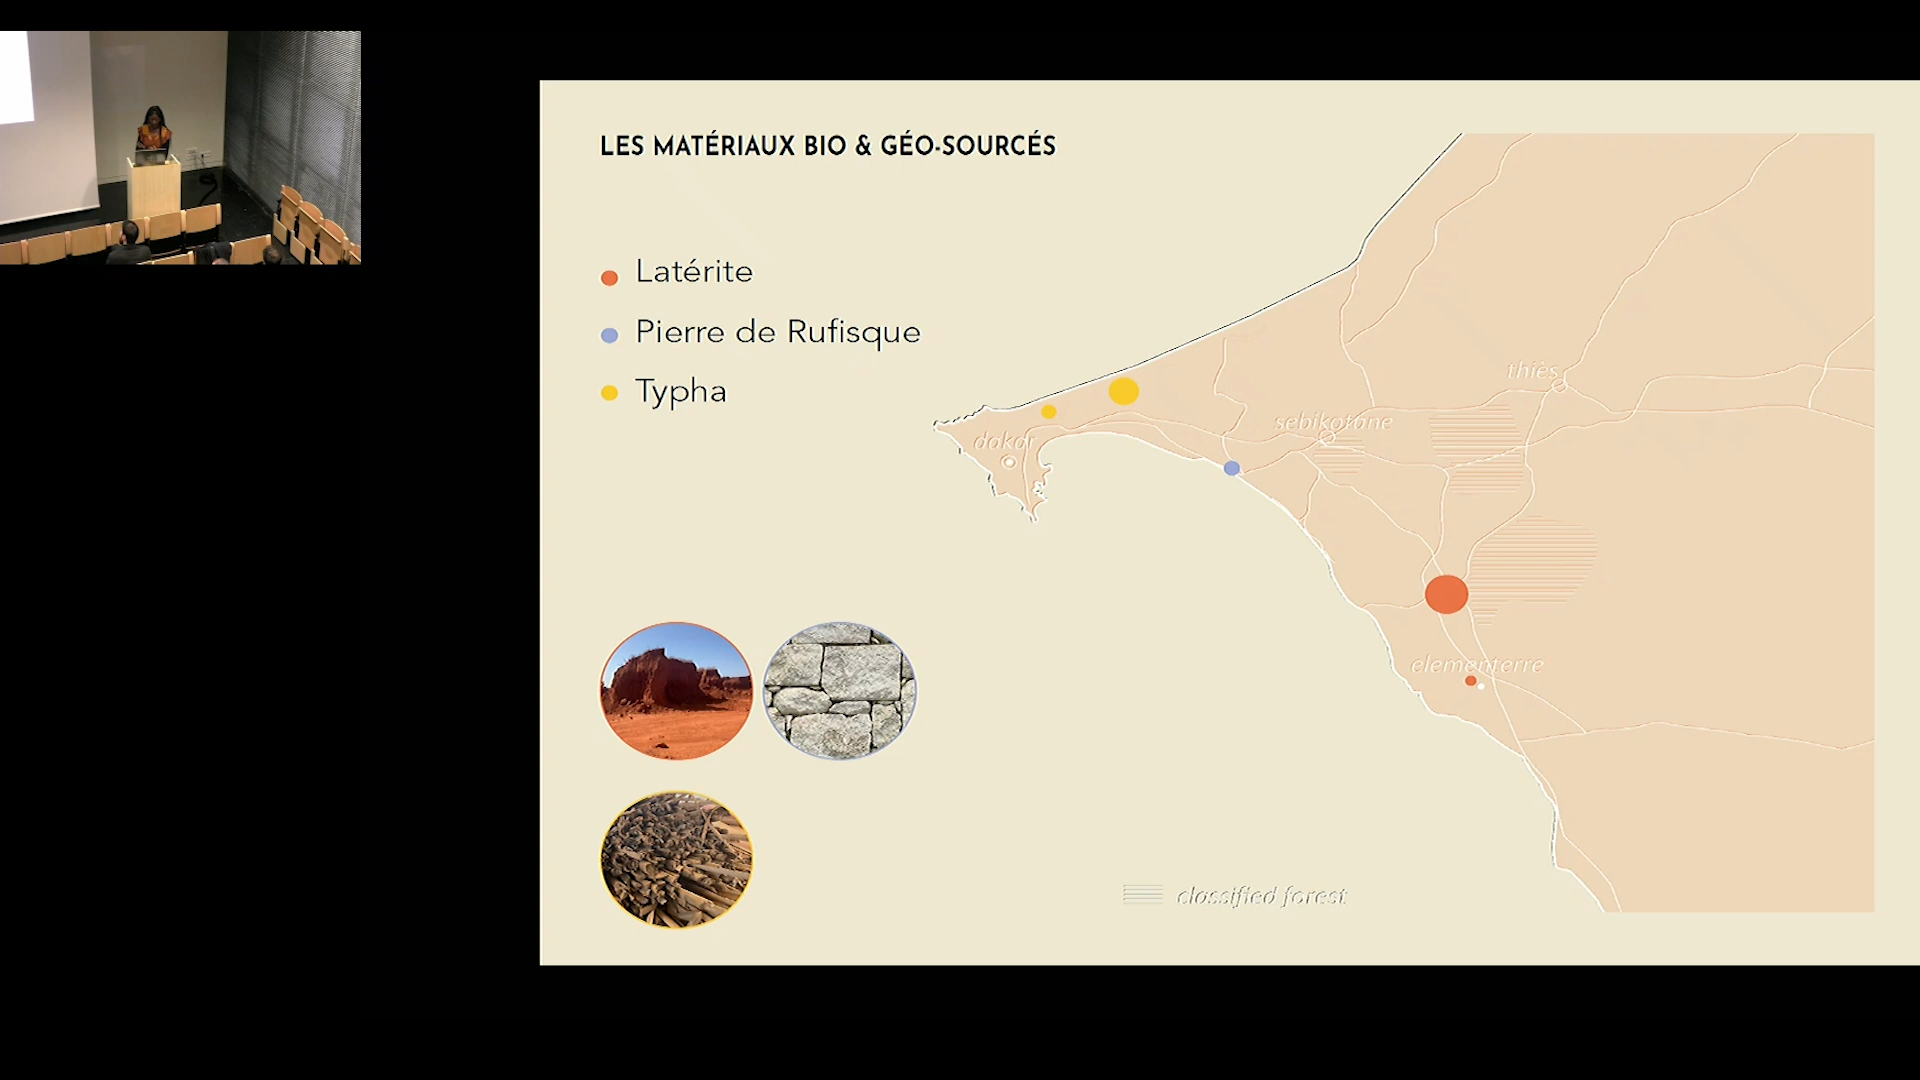 LES MATÉRIAUX BIO & GÉO-SOURCÉS
Latérite
Pierre de Rufisque
Typha
thiès
sebikotane
dakar
elementerre
classified forest